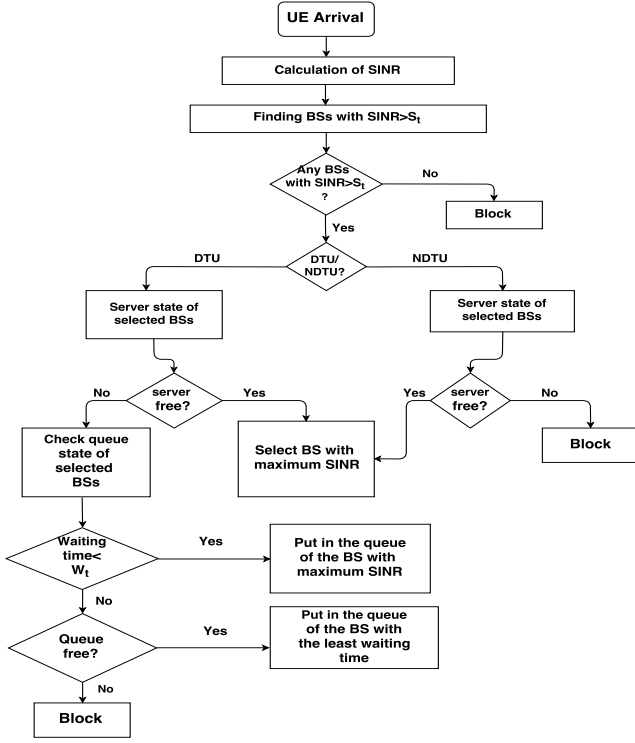 UE Arrival
Calculation of SINR
Finding BSs with SINR>St
Any BSs
with SINR>St
?
No
Block
Yes
DTU/
NDTU?
DTU
NDTU
Server state of
selected BSs
Server state of
selected BSs
server
free?
No
Yes
server
free?
Yes
No
Check queue
state of
selected
BSs
Select BS with
maximum SINR
Block
Waiting
time<
Wt
Yes
Put in the queue
of the BS with
maximum SINR
No
Queue
free?
Yes
Put in the queue
of the BS with
the least waiting
time
No
Block